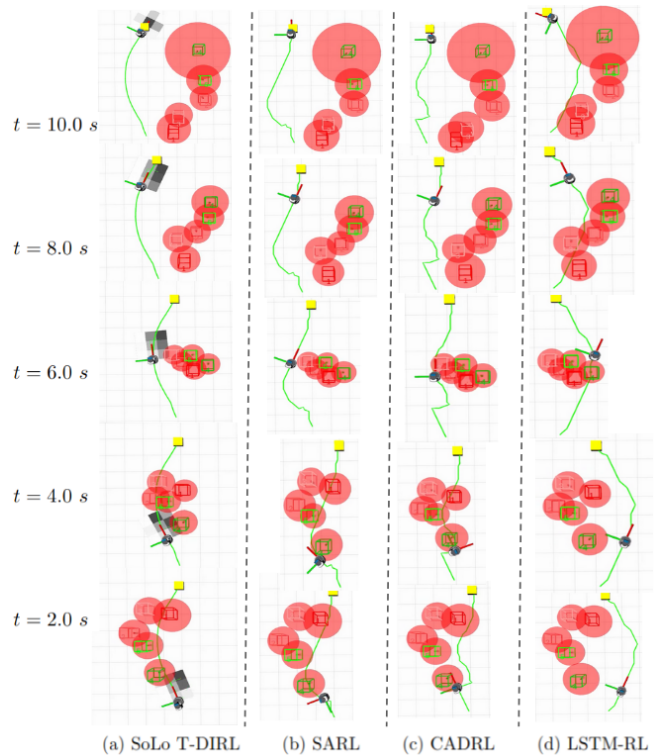 t = 10.0 s
t = 8.0 s
t = 6.0 s
t = 4.0 s
t = 2.0 s
(a) SoLo T-DIRL (b) SARL (c) CADRL (d) LSTM-RL